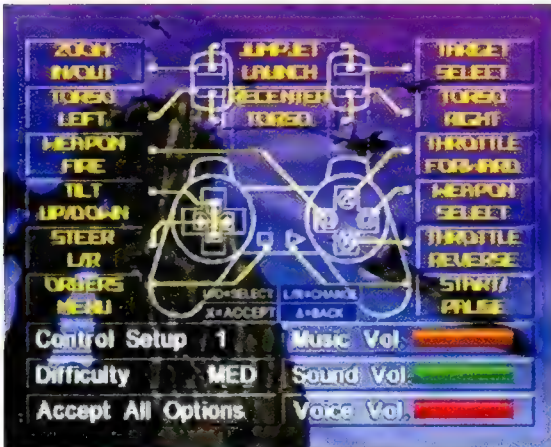 ZOOM
IN/OUT
JUMPJET
LAUNCH
TARGET
SELECT
TORSO
LEFT
RECENTER
TORSO
TORSO
RIGHT
WEAPON
FIRE
THROTTLE
FORWARD
TILT
UP/DOWN
WEAPON
SELECT
STEER
L/R
THROTTLE
REVERSE
ORDERS
MENU
U/D=SELECT L/R=CHANGE
X=ACCEPT Δ=BACK
START/
PAUSE
Control Setup 1 Music Vol.
Difficulty MED Sound Vol.
Accept All Options Voice Vol.